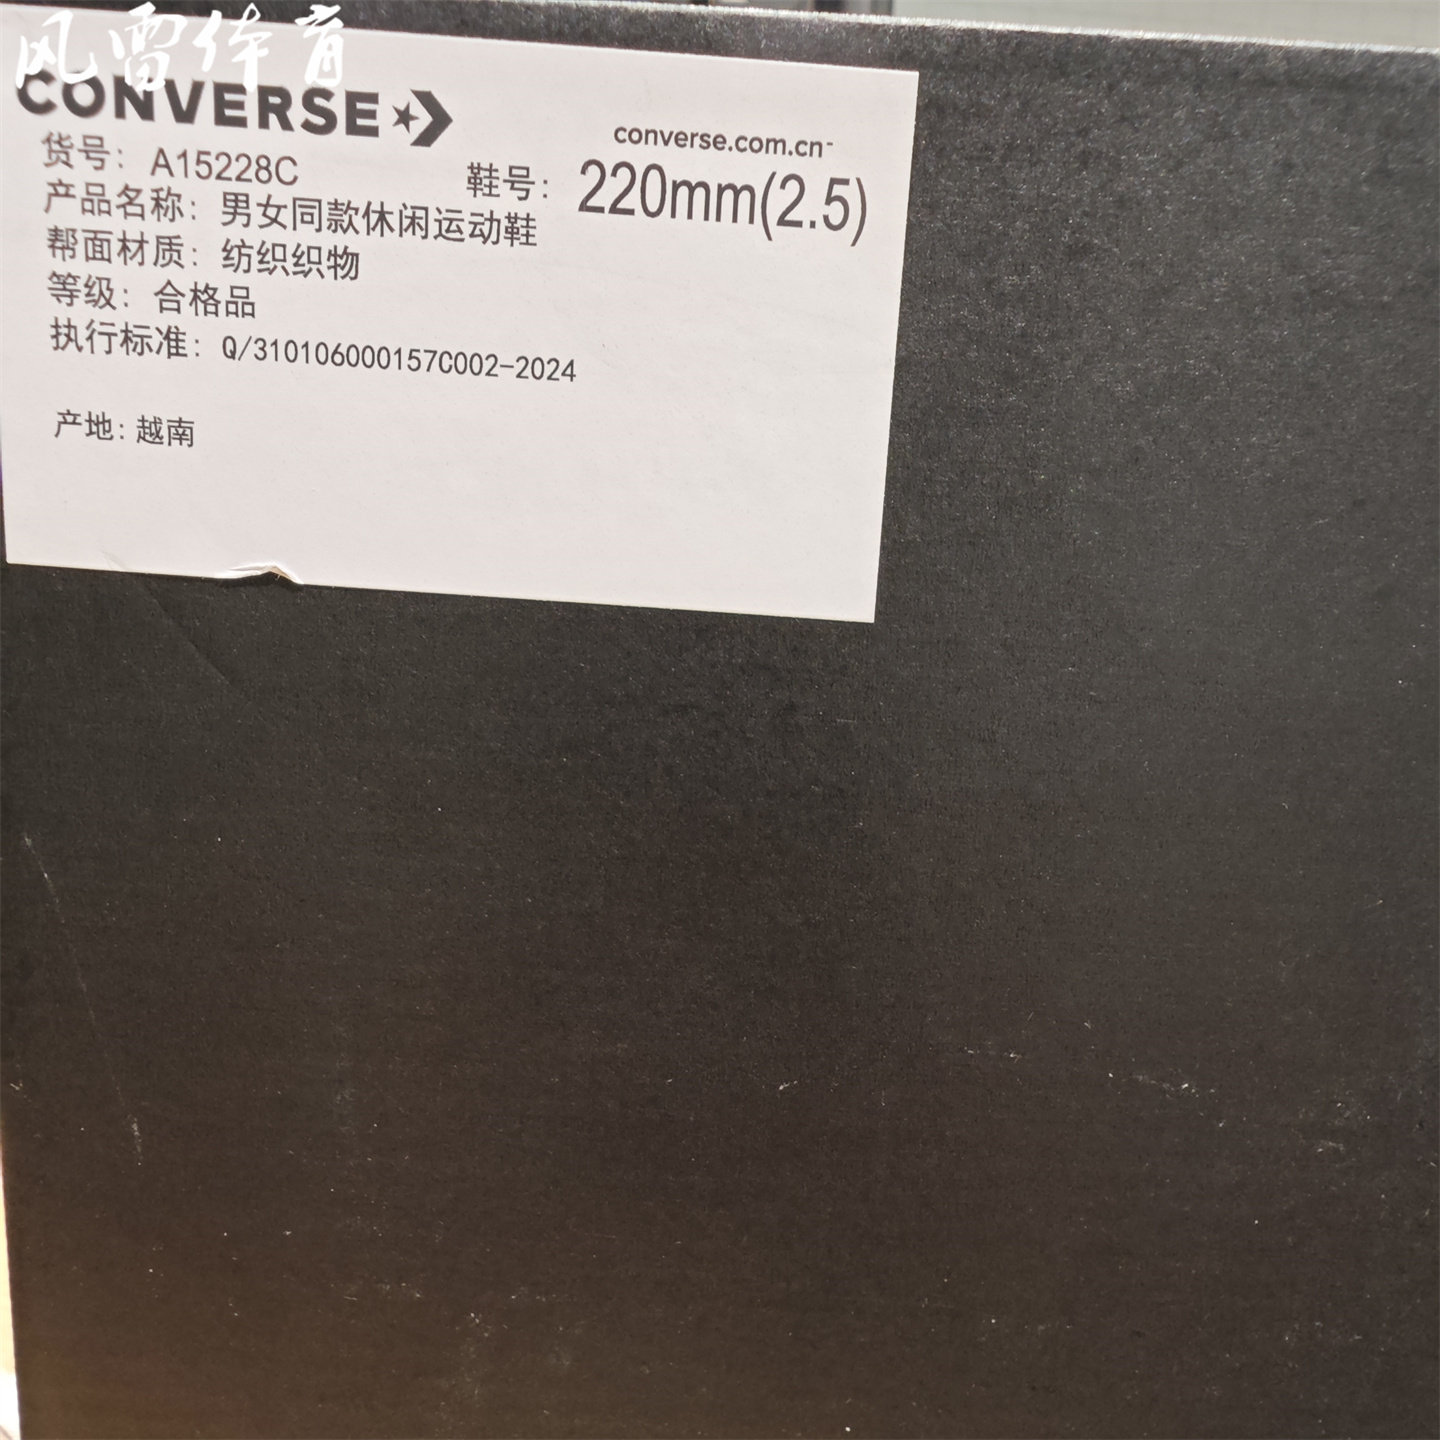 风雷体育
CONVERSE
converse.com.cn
货号: A15228C
鞋号: 220mm(2.5)
产品名称: 男女同款休闲运动鞋
帮面材质: 纺织织物
等级: 合格品
执行标准: Q/310106000157C002-2024
产地: 越南